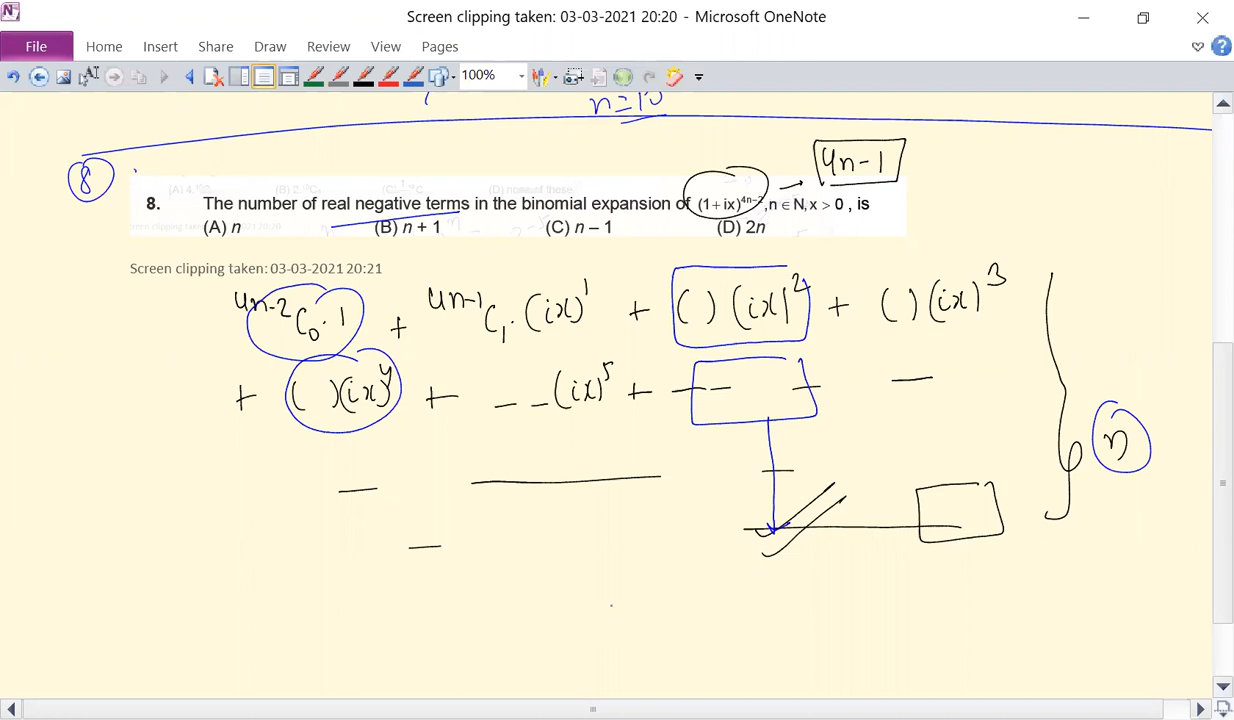 Screen clipping taken: 03-03-2021 20:20 - Microsoft OneNote
File Home Insert Share Draw Review View Pages
100%
n=10
4n-1
8
8. The number of real negative terms in the binomial expansion of (1+ix)^{4n-2}, n ∈ N, x > 0 , is
(A) n (B) n + 1 (C) n – 1 (D) 2n
Screen clipping taken: 03-03-2021 20:21
4n-2C₀·1 + 4n-1C₁·(ix)¹ + ( )(ix)² + ( )(ix)³
+ ( )(ix)⁴ + _ _(ix)⁵ + — — — —
n